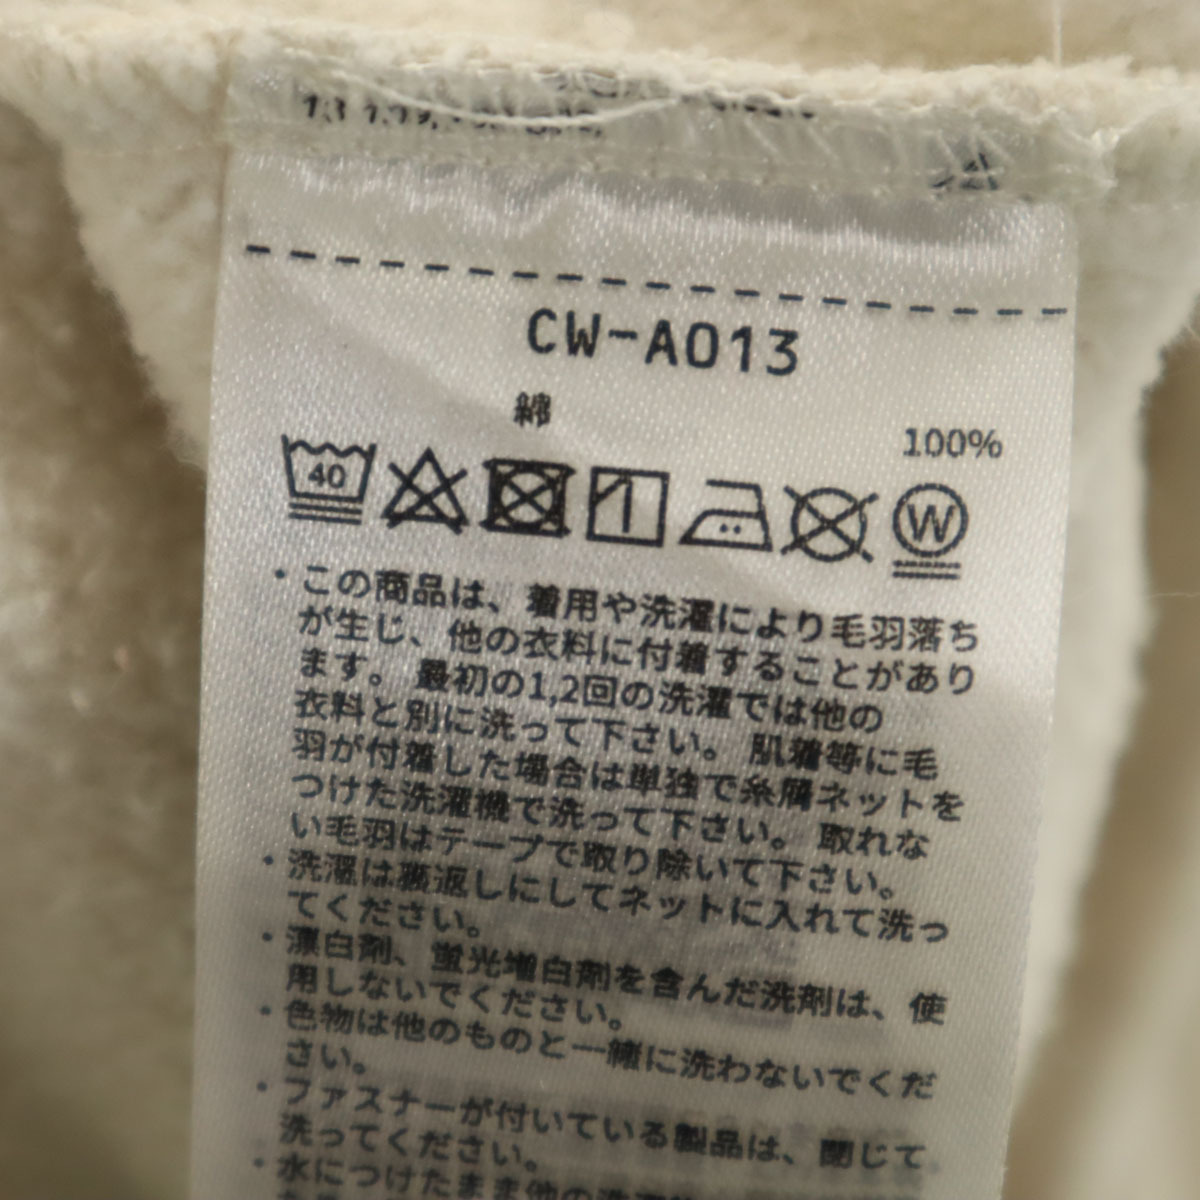 CW-A013
綿
100%
40
W
・この商品は、着用や洗濯により毛羽落ち
が生じ、他の衣料に付着することがあり
ます。 最初の1,2回の洗濯では他の
衣料と別に洗って下さい。 肌着等に毛
羽が付着した場合は単独で糸屑ネットを
つけた洗濯機で洗って下さい。 取れな
い毛羽はテープで取り除いて下さい。
・洗濯は裏返しにしてネットに入れて洗っ
てください。
・漂白剤、蛍光増白剤を含んだ洗剤は、使
用しないでください。
・色物は他のものと一緒に洗わないでくだ
さい。
・ファスナーが付いている製品は、閉じて
洗ってください。
・水につけたまま他の